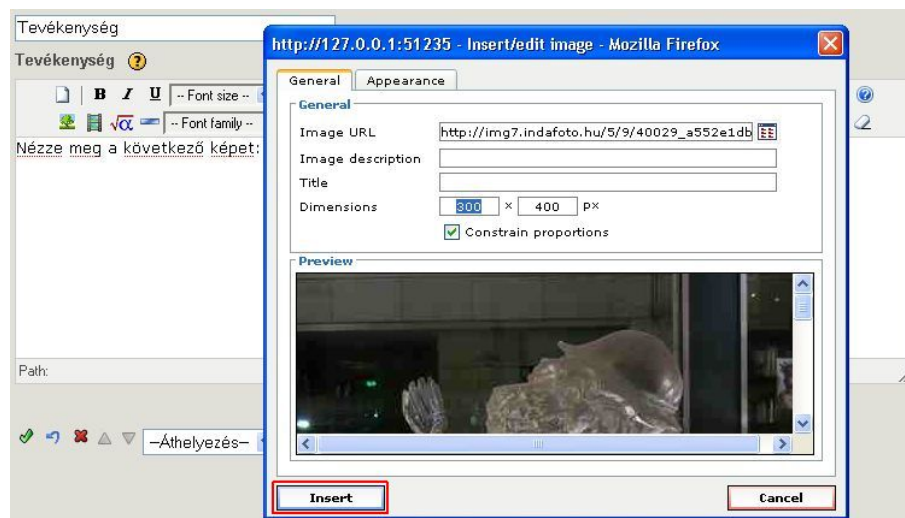 Tevékenység
Tevékenység ?
B I U -- Font size --
-- Font family --
Nézze meg a következő képet:
Path:
–Áthelyezés–
http://127.0.0.1:51235 - Insert/edit image - Mozilla Firefox
General Appearance
General
Image URL http://img7.indafoto.hu/5/9/40029_a552e1db
Image description
Title
Dimensions 300 × 400 px
Constrain proportions
Preview
Insert Cancel